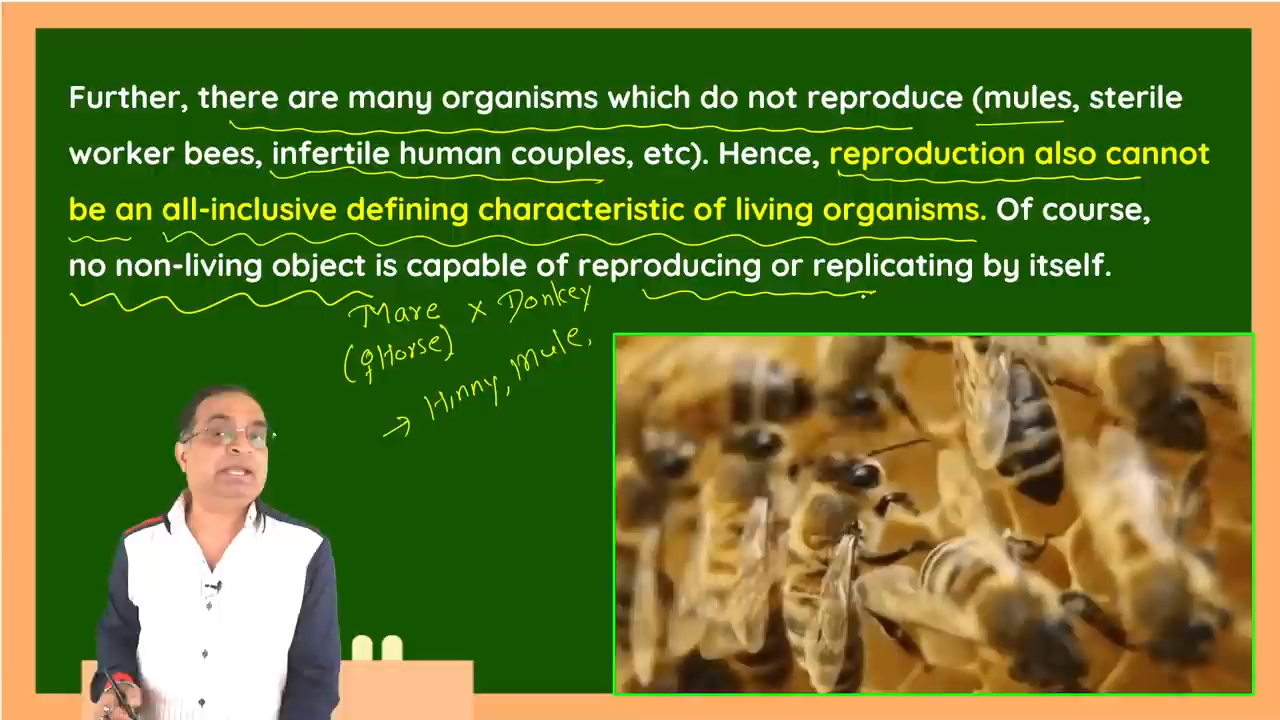 Further, there are many organisms which do not reproduce (mules, sterile
worker bees, infertile human couples, etc). Hence, reproduction also cannot
be an all-inclusive defining characteristic of living organisms. Of course,
no non-living object is capable of reproducing or replicating by itself.
Mare × Donkey
(♀Horse)
→ Hinny, Mule,